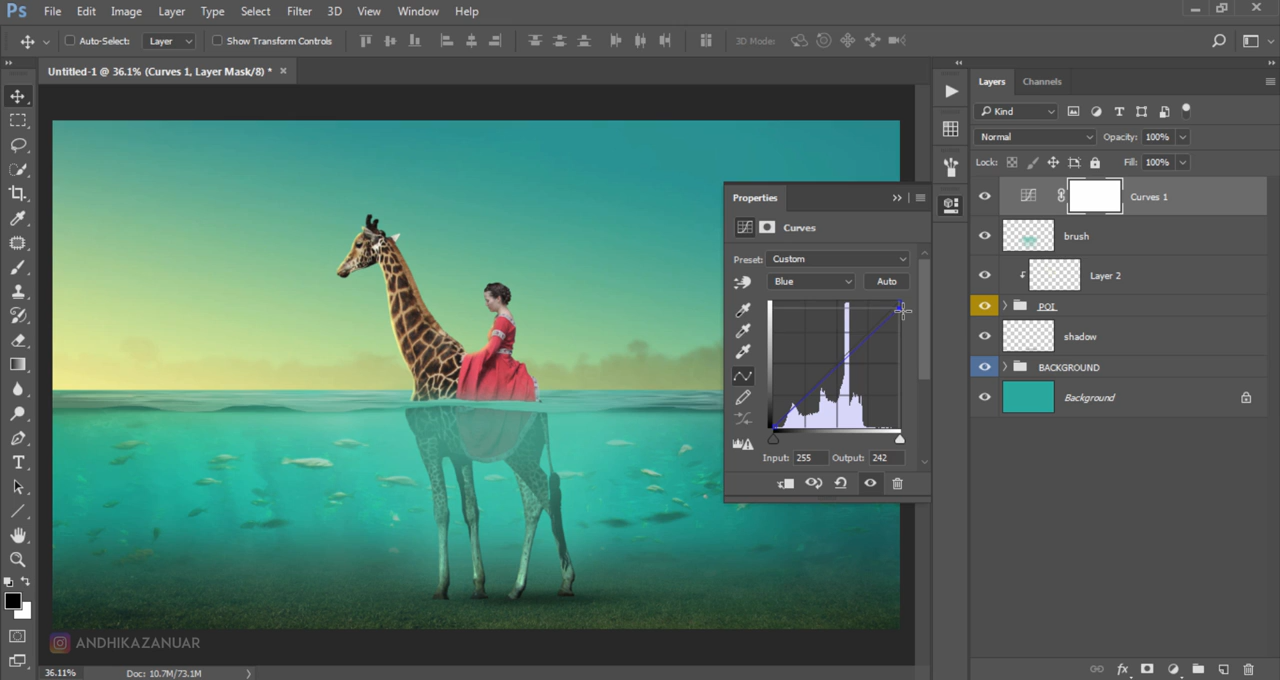 Ps File Edit Image Layer Type Select Filter 3D View Window Help
Auto-Select: Layer Show Transform Controls 3D Mode:
Untitled-1 @ 36.1% (Curves 1, Layer Mask/8) *
Properties
Curves
Preset: Custom
Blue Auto
Input: 255 Output: 242
Layers Channels
Kind
Normal Opacity: 100%
Lock: Fill: 100%
Curves 1
brush
Layer 2
POI
shadow
BACKGROUND
Background
ANDHIKAZANUAR
36.11% Doc: 10.7M/73.1M